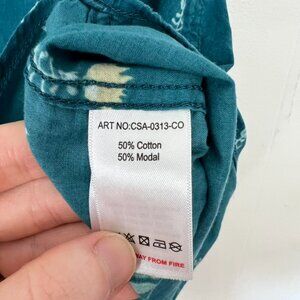 ART NO:CSA-0313-CO
50% Cotton
50% Modal
AWAY FROM FIRE